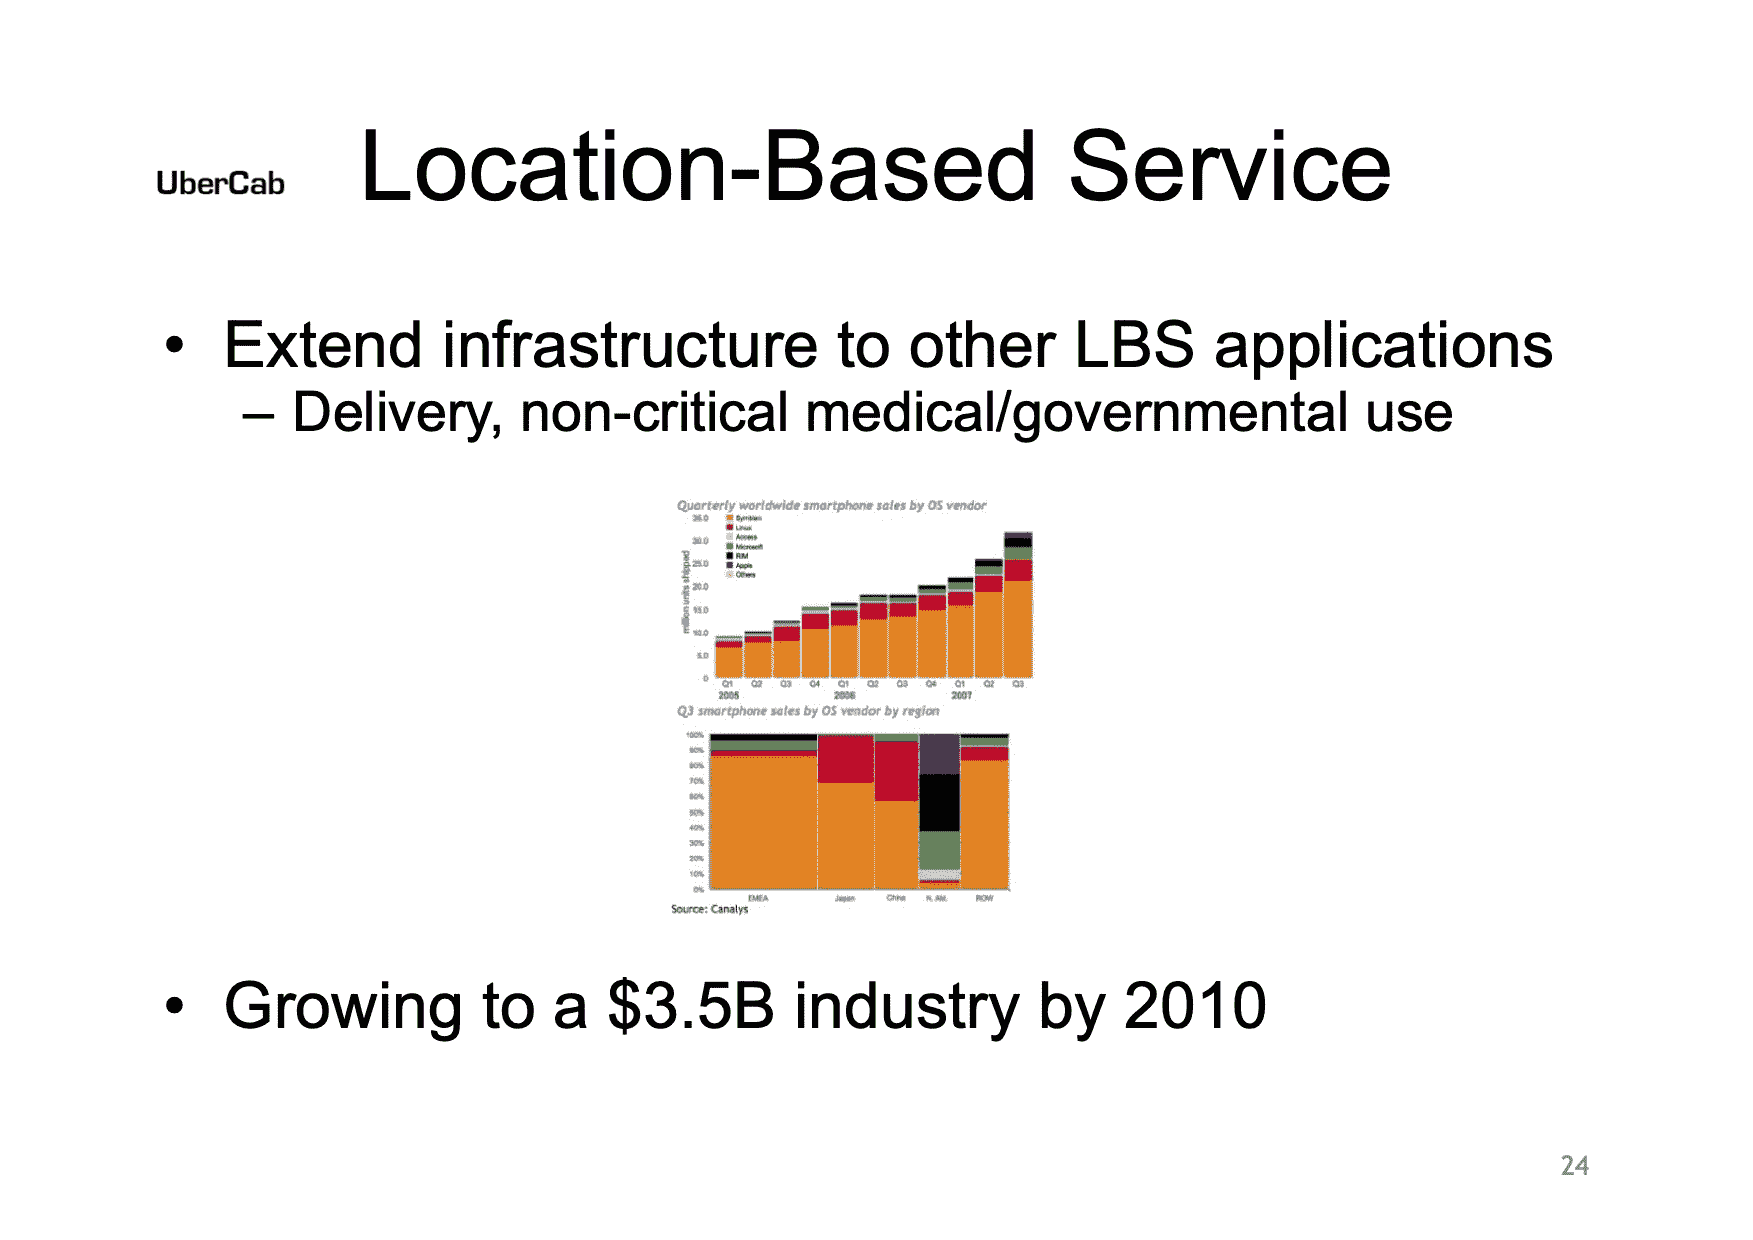 UberCab
Location-Based Service
• Extend infrastructure to other LBS applications
– Delivery, non-critical medical/governmental use
Quarterly worldwide smartphone sales by OS vendor
million units shipped
35.0
30.0
25.0
20.0
15.0
10.0
5.0
0
Symbian
Linux
Access
Microsoft
RIM
Apple
Others
Q1 Q2 Q3 Q4 Q1 Q2 Q3 Q4 Q1 Q2 Q3
2005 2006 2007
Q3 smartphone sales by OS vendor by region
100%
90%
80%
70%
60%
50%
40%
30%
20%
10%
0%
EMEA Japan China N. AM. ROW
Source: Canalys
• Growing to a $3.5B industry by 2010
24